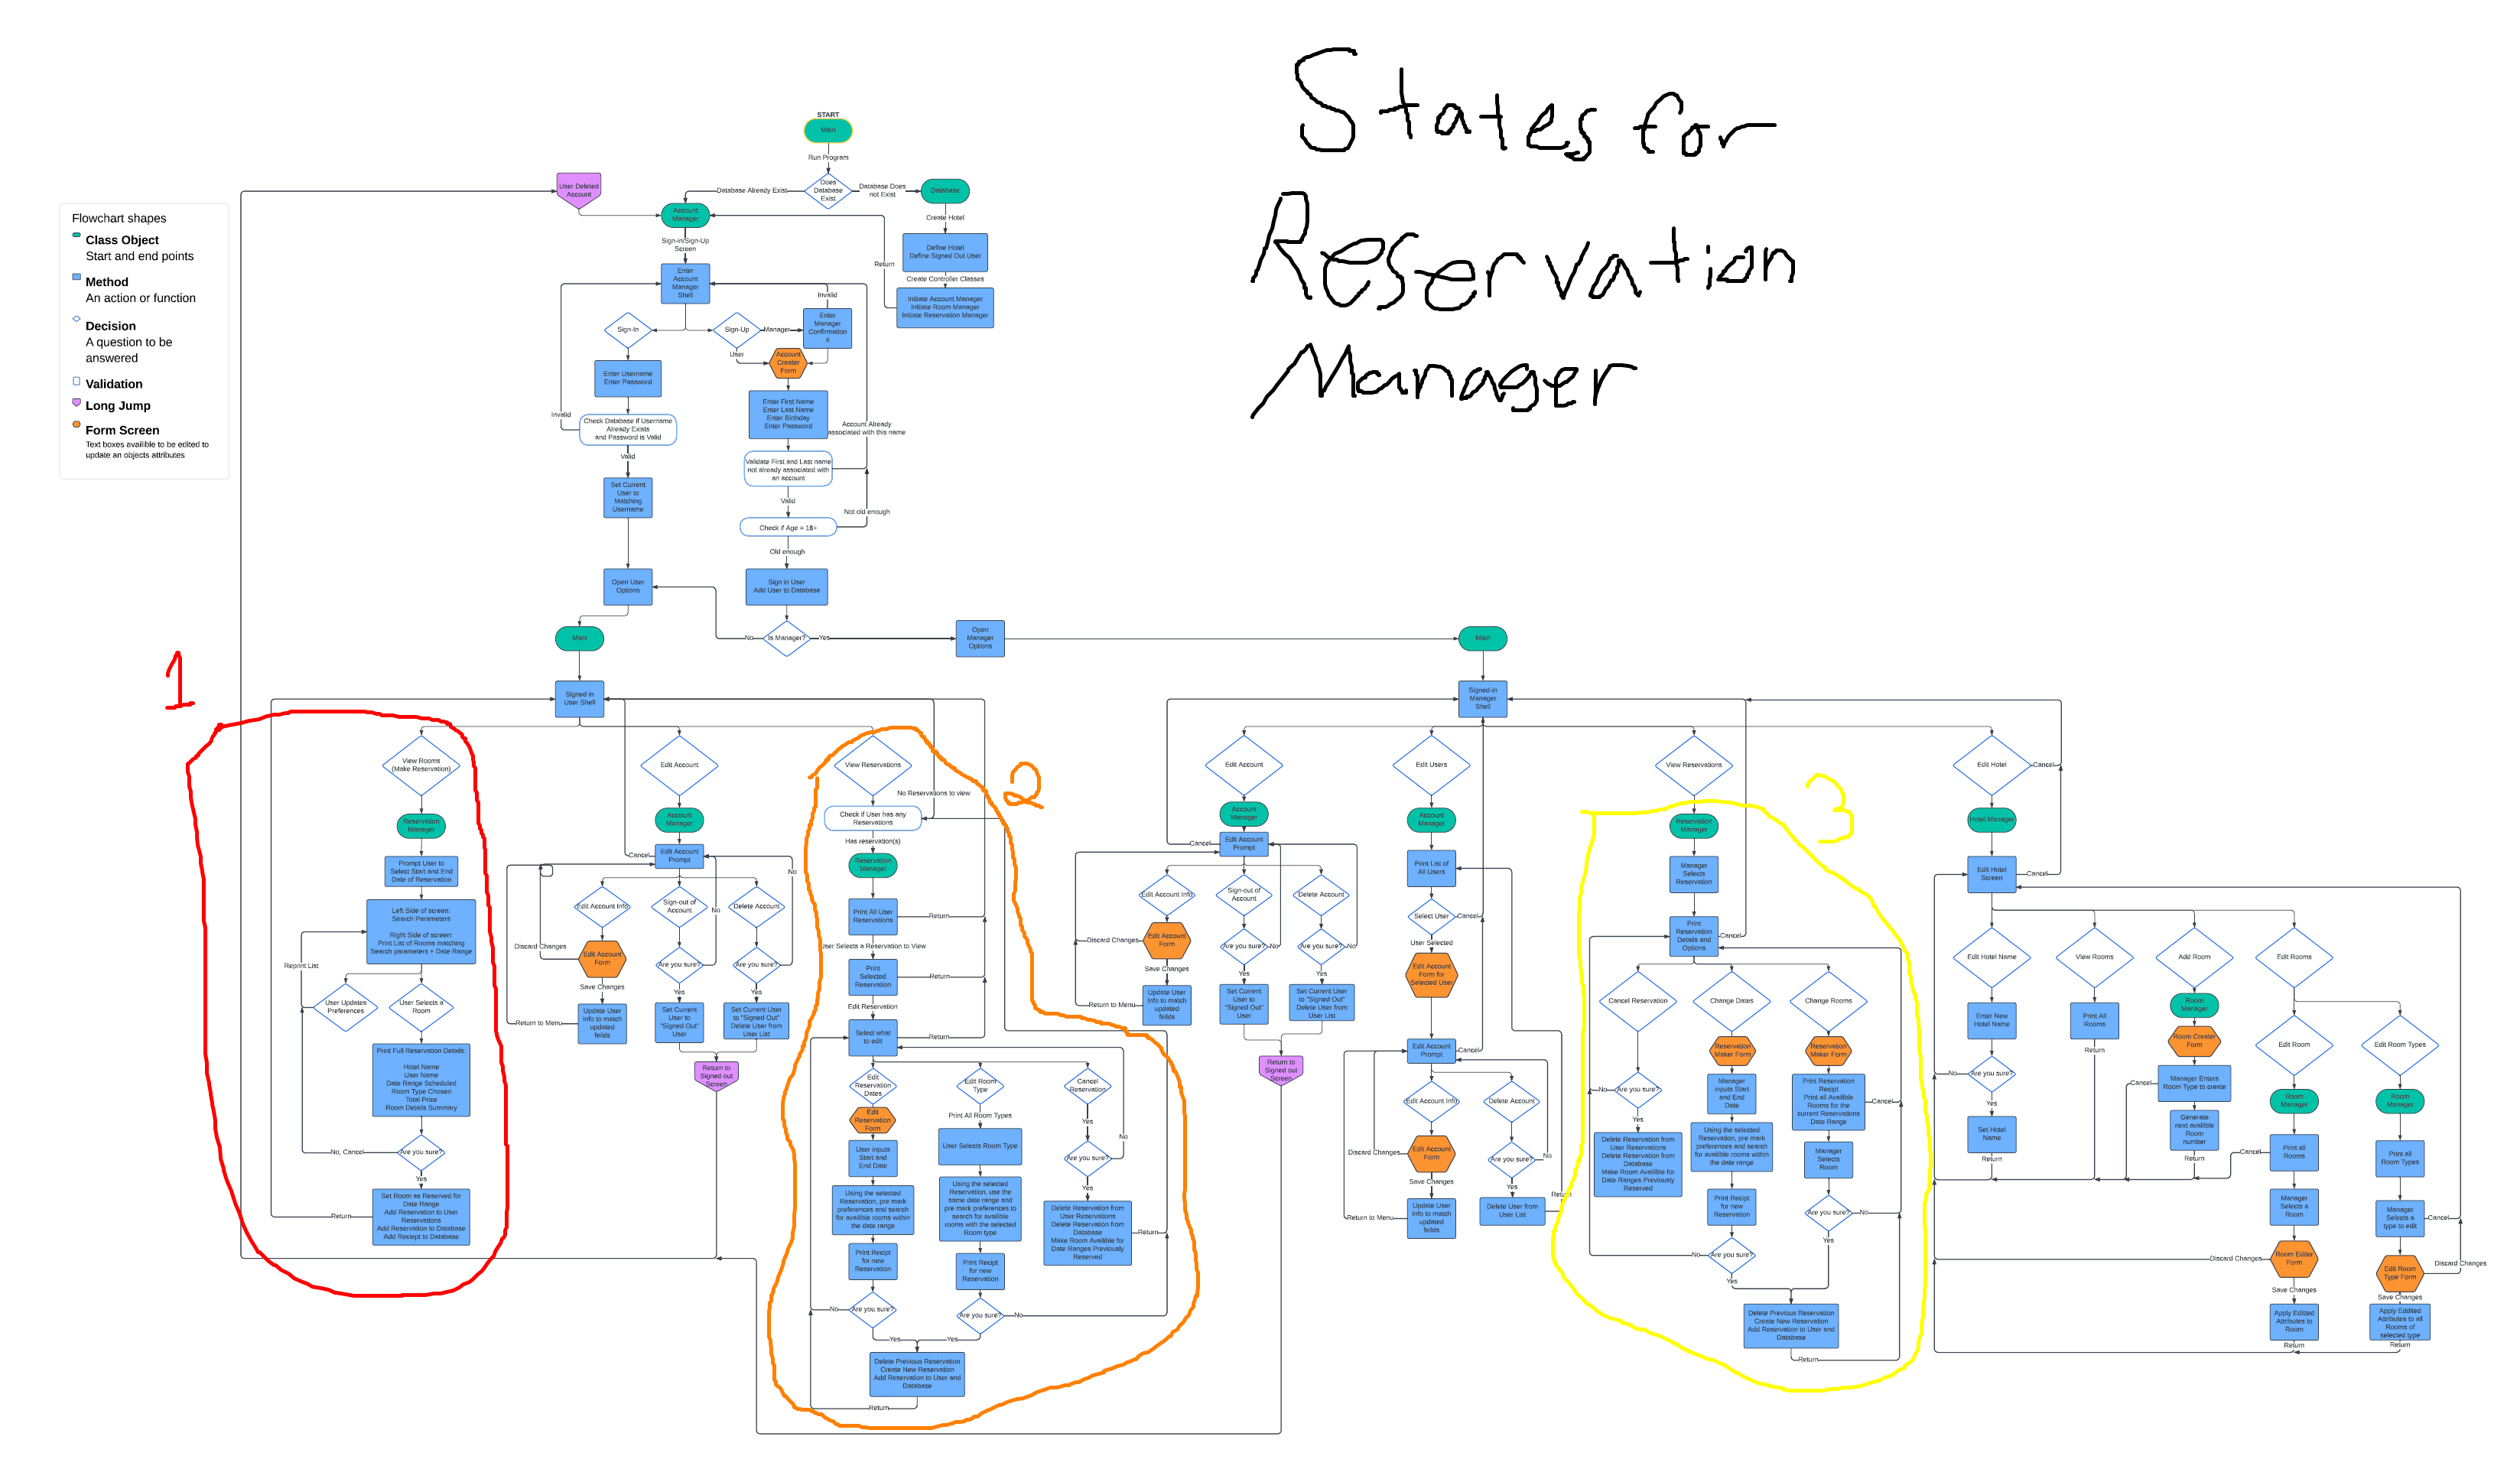 States for
Reservation
Manager
START
Main
Run Program
Does
Database
Exist
Database Already Exist
Database Does
not Exist
Database
User Deleted
Account
Account
Manager
Create Hotel
Define Hotel
Define Signed Out User
Create Controller Classes
Initiate Account Manager
Initiate Room Manager
Initiate Reservation Manager
Return
Flowchart shapes
Class Object
Start and end points
Method
An action or function
Decision
A question to be
answered
Validation
Long Jump
Form Screen
Text boxes availible to be edited to
update an objects attributes
Sign-in/Sign-Up
Screen
Enter
Account
Manager
Shell
Invalid
Sign-In
Sign-Up
Manager
User
Enter
Manager
Confirmation
#
Account
Creater
Form
Enter Username
Enter Password
Invalid
Check Database if Username
Already Exists
and Password is Valid
Valid
Set Current
User to
Matching
Username
Enter First Name
Enter Last Name
Enter Birthday
Enter Password
Account Already
associated with this name
Validate First and Last name
not already associated with
an account
Valid
Not old enough
Check if Age = 18+
Old enough
Sign In User
Add User to Database
Open User
Options
Is Manager?
No
Yes
Open
Manager
Options
Main
Main
1
Signed in
User Shell
View Rooms
(Make Reservation)
Reservation
Manager
Prompt User to
Select Start and End
Date of Reservation
Left Side of screen:
Search Parameters
Right Side of screen:
Print List of Rooms matching
Search parameters + Date Range
Reprint List
User Updates
Preferences
User Selects a
Room
Print Full Reservation Details:
Hotel Name
User Name
Date Range Scheduled
Room Type Chosen
Total Price
Room Details Summary
No, Cancel
Are you sure?
Yes
Set Room as Reserved for
Date Range
Add Reservation to User
Reservations
Add Reservation to Database
Add Reciept to Database
Return
Edit Account
Account
Manager
Cancel
Edit Account
Prompt
No
Edit Account Info
Sign-out of
Account
No
Delete Account
Discard Changes
Edit Account
Form
Are you sure?
Are you sure?
Save Changes
Yes
Yes
Return to Menu
Update User
Info to match
updated
feilds
Set Current
User to
"Signed Out"
User
Set Current User
to "Signed Out"
Delete User from
User List
Return to
Signed out
Screen
2
View Reservations
No Reservations to view
Check if User has any
Reservations
Has reservation(s)
Reservation
Manager
Print All User
Reservations
Return
User Selects a Reservation to View
Print
Selected
Reservation
Return
Edit Reservation
Select what
to edit
Return
Edit
Reservation
Dates
Edit Room
Type
Cancel
Reservation
Edit
Reservation
Form
Print All Room Types
Yes
No
User Inputs
Start and
End Date
User Selects Room Type
Are you sure?
Using the selected
Reservation, pre mark
preferences and search
for availible rooms within
the date range
Using the selected
Reservation, use the
same date range and
pre mark preferences to
search for availible
rooms with the selected
Room type
Yes
Delete Reservation from
User Reservations
Delete Reservation from
Database
Make Room Availible for
Date Ranges Previously
Reserved
Return
Print Recipt
for new
Reservation
Print Recipt
for new
Reservation
No
Are you sure?
Are you sure?
No
Yes
Yes
Delete Previous Reservation
Create New Reservation
Add Reservation to User and
Database
Return
Signed-in
Manager
Shell
Edit Account
Account
Manager
Cancel
Edit Account
Prompt
Edit Account Info
Sign-out of
Account
Delete Account
Discard Changes
Edit Account
Form
Are you sure?
No
Are you sure?
No
Save Changes
Yes
Yes
Return to Menu
Update User
Info to match
updated
feilds
Set Current
User to
"Signed Out"
User
Set Current User
to "Signed Out"
Delete User from
User List
Return to
Signed out
Screen
Edit Users
Account
Manager
Print List of
All Users
Select User
Cancel
User Selected
Edit Account
Form for
Selected User
Edit Account
Prompt
Cancel
Edit Account Info
Delete Account
Discard Changes
Edit Account
Form
Are you sure?
No
Save Changes
Yes
Return to Menu
Update User
Info to match
updated
feilds
Delete User from
User List
Return
3
View Reservations
Reservation
Manager
Manager
Selects
Reservation
Print
Reservation
Details and
Options
Cancel
Cancel Reservation
Change Dates
Change Rooms
Reservation
Maker Form
Reservation
Maker Form
No
Are you sure?
Manager
inputs Start
and End
Date
Print Reservation
Recipt
Print all Availible
Rooms for the
current Reservations
Date Range
Cancel
Yes
Delete Reservation from
User Reservations
Delete Reservation from
Database
Make Room Availible for
Date Ranges Previously
Reserved
Using the selected
Reservation, pre mark
preferences and search
for availible rooms within
the date range
Manager
Selects
Room
Print Recipt
for new
Reservation
Are you sure?
No
No
Are you sure?
Yes
Yes
Delete Previous Reservation
Create New Reservation
Add Reservation to User and
Database
Return
Edit Hotel
Cancel
Hotel Manager
Edit Hotel
Screen
Cancel
Edit Hotel Name
View Rooms
Add Room
Edit Rooms
Enter New
Hotel Name
Print All
Rooms
Room
Manager
Room Creater
Form
Edit Room
Edit Room Types
No
Are you sure?
Return
Cancel
Manager Enters
Room Type to create
Yes
Set Hotel
Name
Return
Generate
next availible
Room
number
Return
Room
Manager
Room
Manager
Cancel
Print all
Rooms
Print all
Room Types
Manager
Selects a
Room
Manager
Selects a
type to edit
Cancel
Discard Changes
Room Editer
Form
Edit Room
Type Form
Discard Changes
Save Changes
Save Changes
Apply Editted
Attributes to
Room
Apply Eddited
Attributes to all
Rooms of
selected type
Return
Return